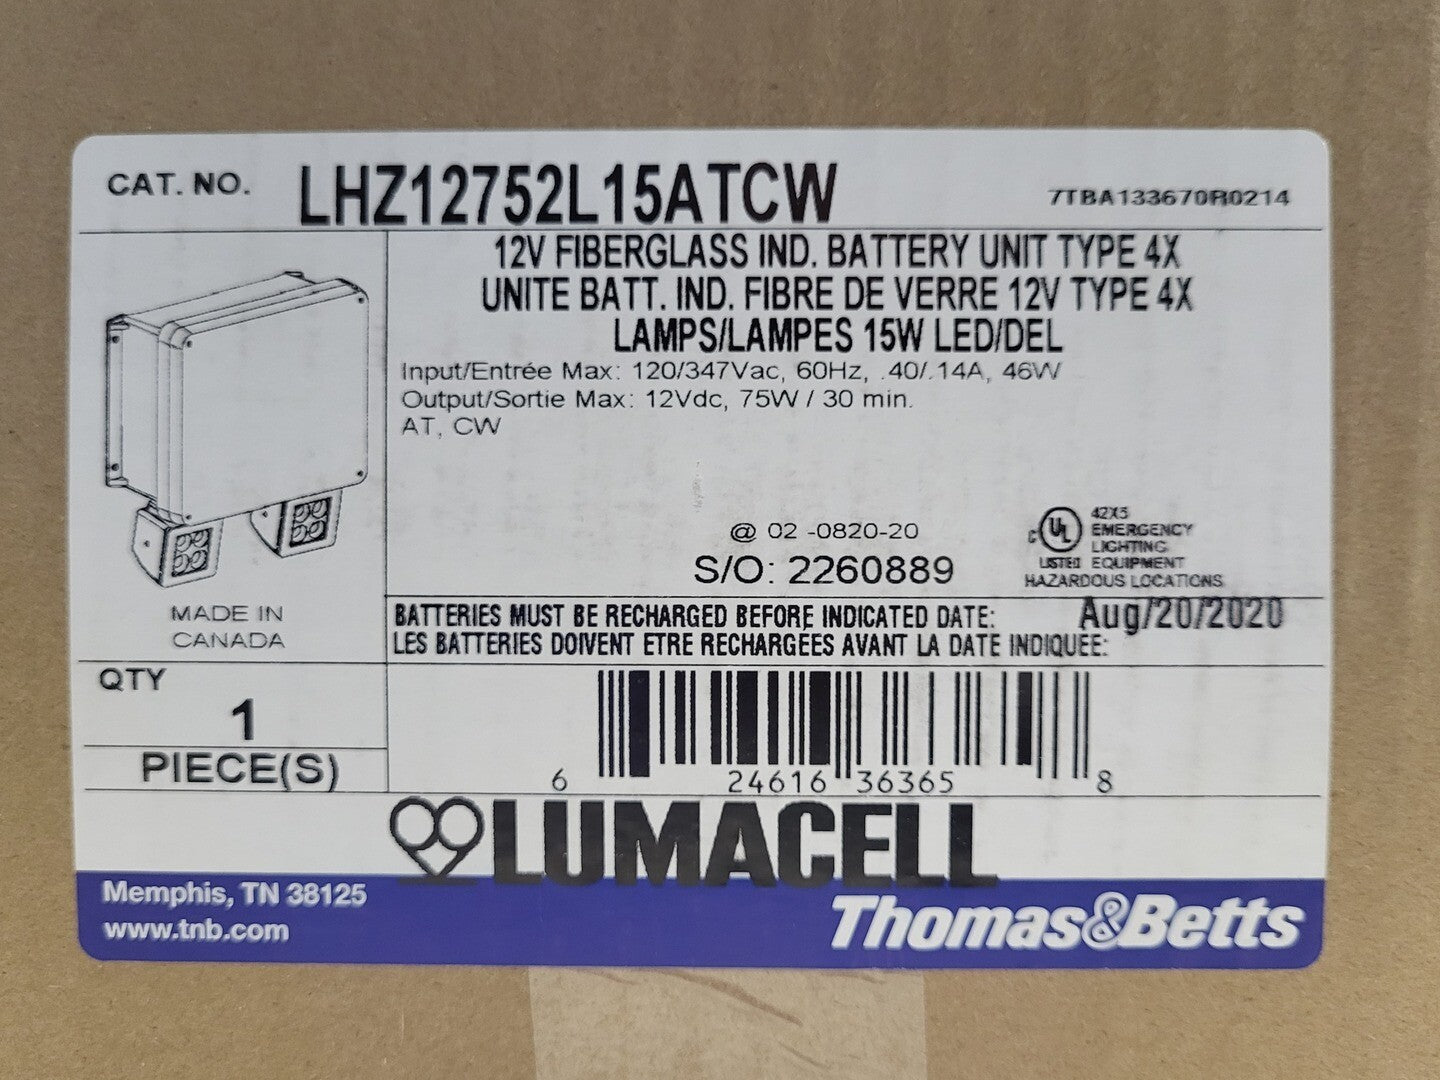 CAT. NO. LHZ12752L15ATCW 7TBA133670R0214
12V FIBERGLASS IND. BATTERY UNIT TYPE 4X
UNITE BATT. IND. FIBRE DE VERRE 12V TYPE 4X
LAMPS/LAMPES 15W LED/DEL
Input/Entrée Max: 120/347Vac, 60Hz, .40/.14A, 46W
Output/Sortie Max: 12Vdc, 75W / 30 min.
AT, CW
@ 02 -0820-20
S/O: 2260889
c UL LISTED
42X5
EMERGENCY
LIGHTING
EQUIPMENT
HAZARDOUS LOCATIONS
MADE IN
CANADA
BATTERIES MUST BE RECHARGED BEFORE INDICATED DATE: Aug/20/2020
LES BATTERIES DOIVENT ETRE RECHARGÉES AVANT LA DATE INDIQUÉE:
QTY
1
PIECE(S)
6 24616 36365 8
LUMACELL
Memphis, TN 38125
www.tnb.com
Thomas&Betts